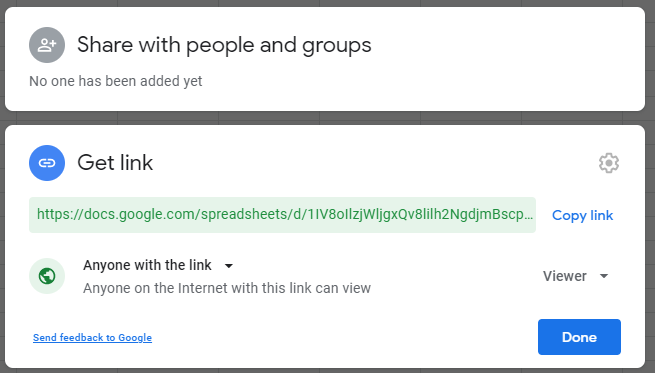 Share with people and groups
No one has been added yet
Get link
https://docs.google.com/spreadsheets/d/1IV8oIlzjWljgxQv8lilh2NgdjmBscp...
Copy link
Anyone with the link
Anyone on the Internet with this link can view
Viewer
Send feedback to Google
Done